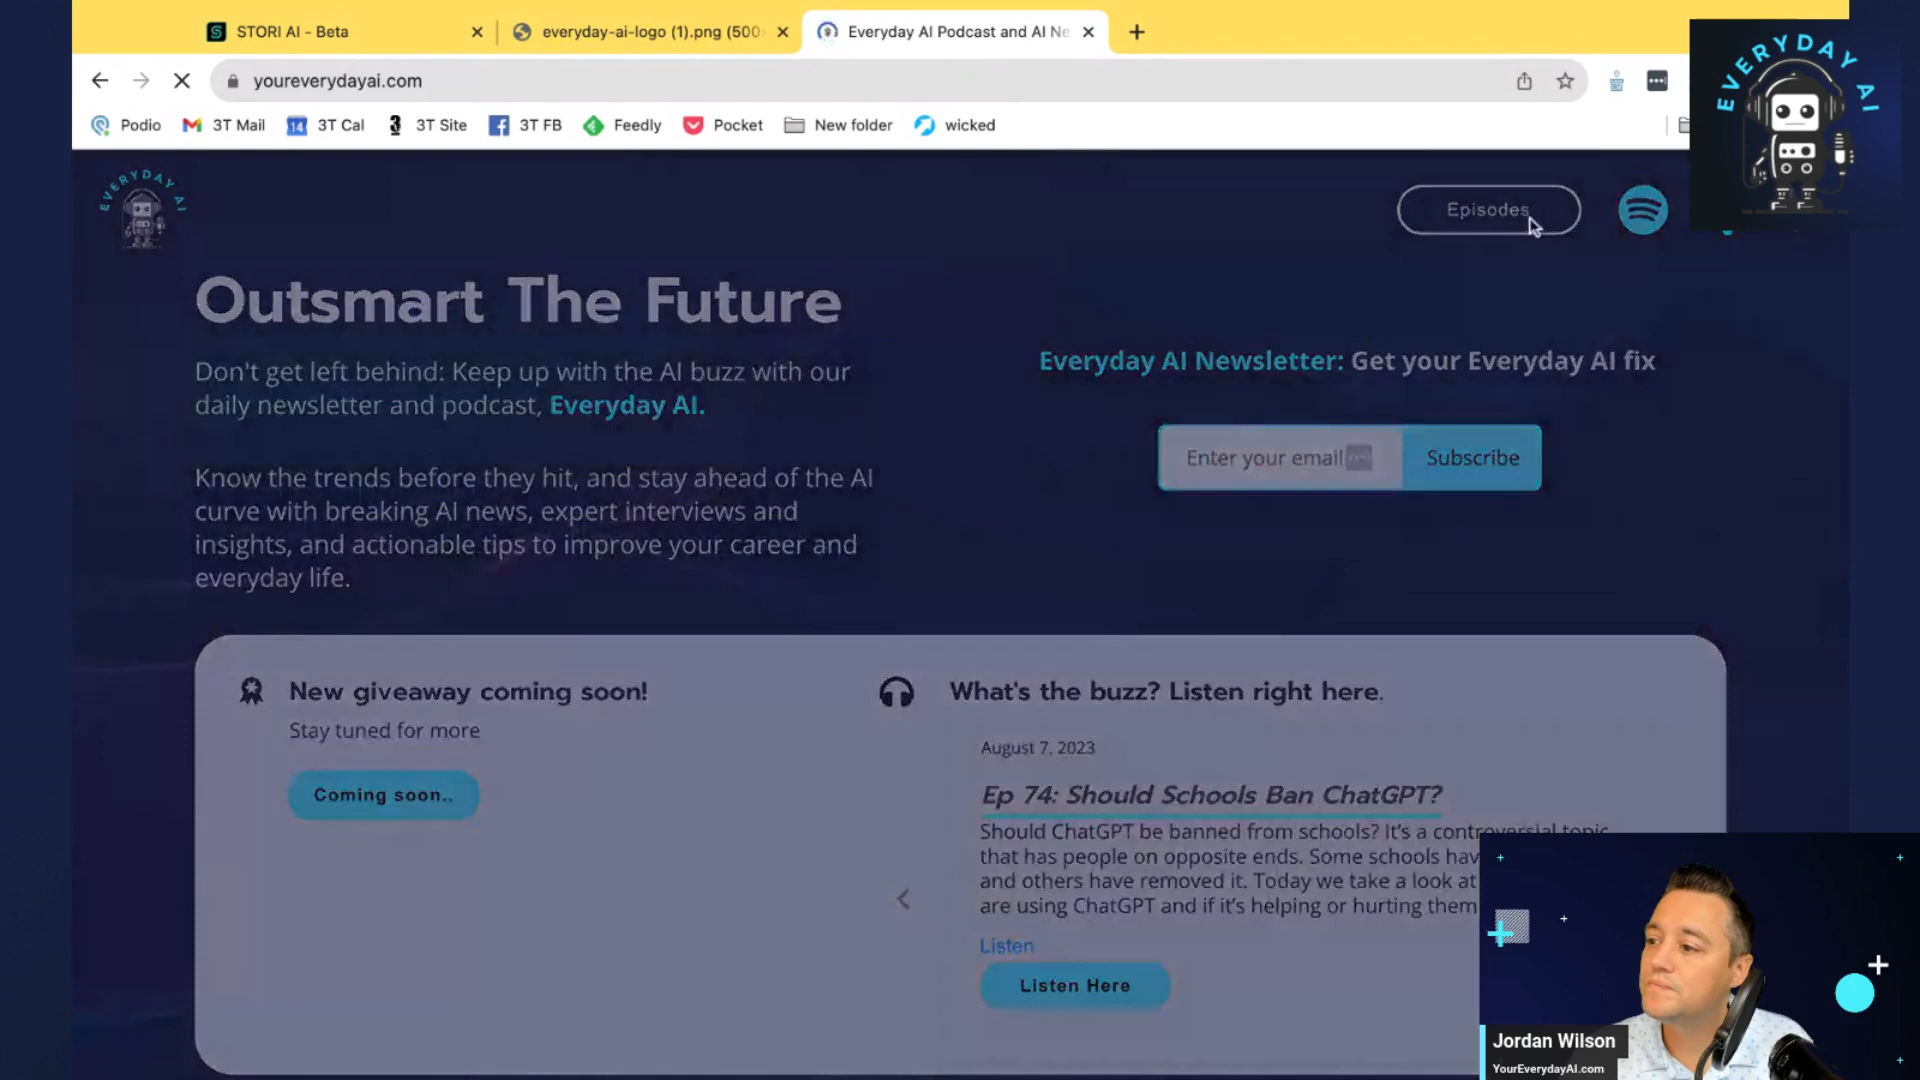 STORI AI - Beta
everyday-ai-logo (1).png (500
Everyday AI Podcast and AI Ne
youreverydayai.com
Podio
3T Mail
14
3T Cal
3
3T Site
3T FB
Feedly
Pocket
New folder
wicked
EVERYDAY AI
EVERYDAY AI
Episodes
Outsmart The Future
Don't get left behind: Keep up with the AI buzz with our
daily newsletter and podcast, Everyday AI.
Know the trends before they hit, and stay ahead of the AI
curve with breaking AI news, expert interviews and
insights, and actionable tips to improve your career and
everyday life.
Everyday AI Newsletter: Get your Everyday AI fix
Enter your email
Subscribe
New giveaway coming soon!
Stay tuned for more
Coming soon..
What's the buzz? Listen right here.
August 7, 2023
Ep 74: Should Schools Ban ChatGPT?
Should ChatGPT be banned from schools? It's a controversial topic
that has people on opposite ends. Some schools hav
and others have removed it. Today we take a look at
are using ChatGPT and if it's helping or hurting them
Listen
Listen Here
Jordan Wilson
YourEverydayAI.com